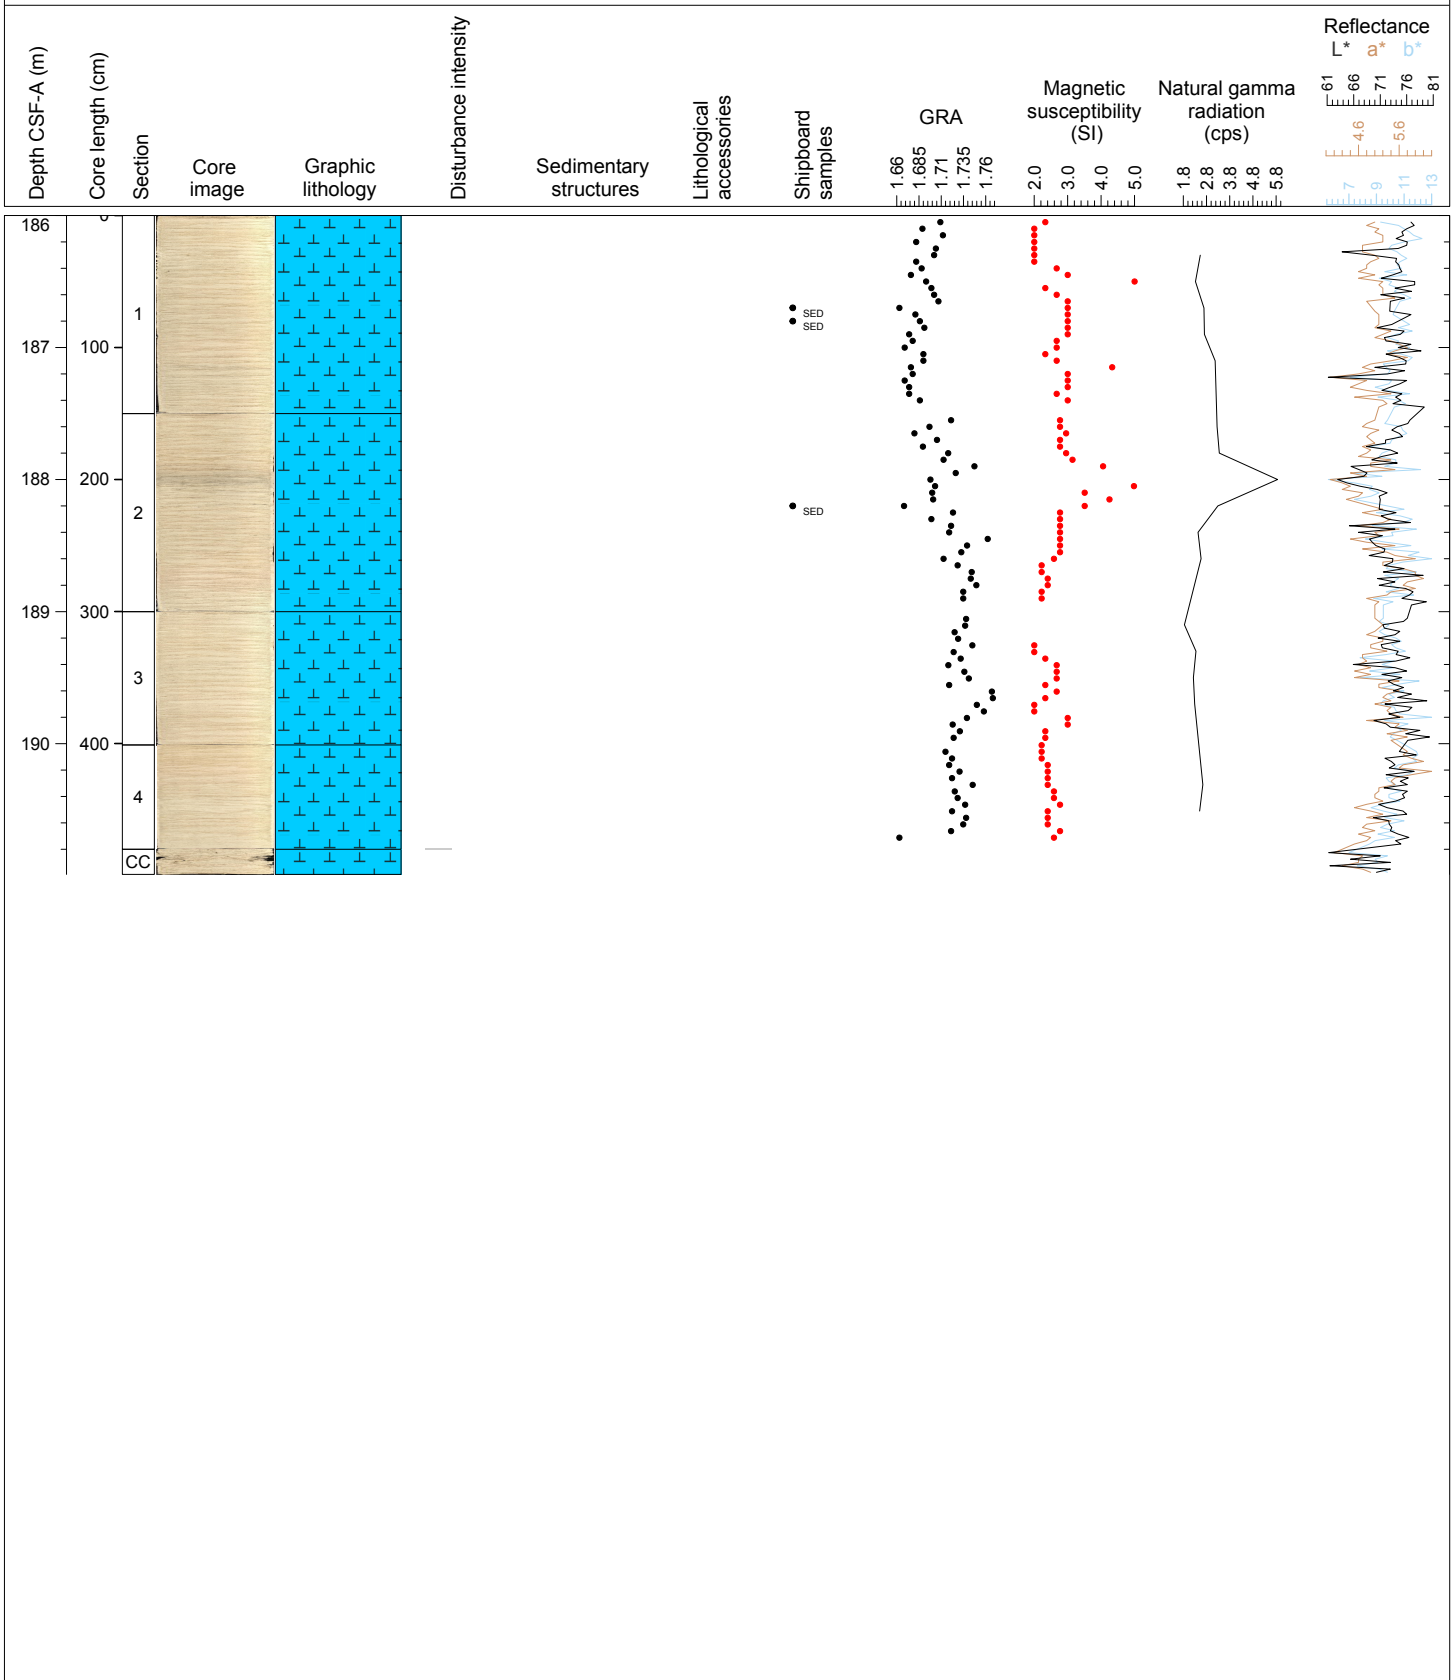 Depth CSF-A (m)
Core length (cm)
Section
Core
image
Graphic
lithology
Disturbance intensity
Sedimentary
structures
Lithological
accessories
Shipboard
samples
GRA
1.66
1.685
1.71
1.735
1.76
Magnetic
susceptibility
(SI)
2.0
3.0
4.0
5.0
Natural gamma
radiation
(cps)
1.8
2.8
3.8
4.8
5.8
Reflectance
L* a* b*
61
66
71
76
81
4.6
5.6
7
9
11
13
186
187
188
189
190
0
100
200
300
400
1
2
3
4
CC
SED
SED
SED